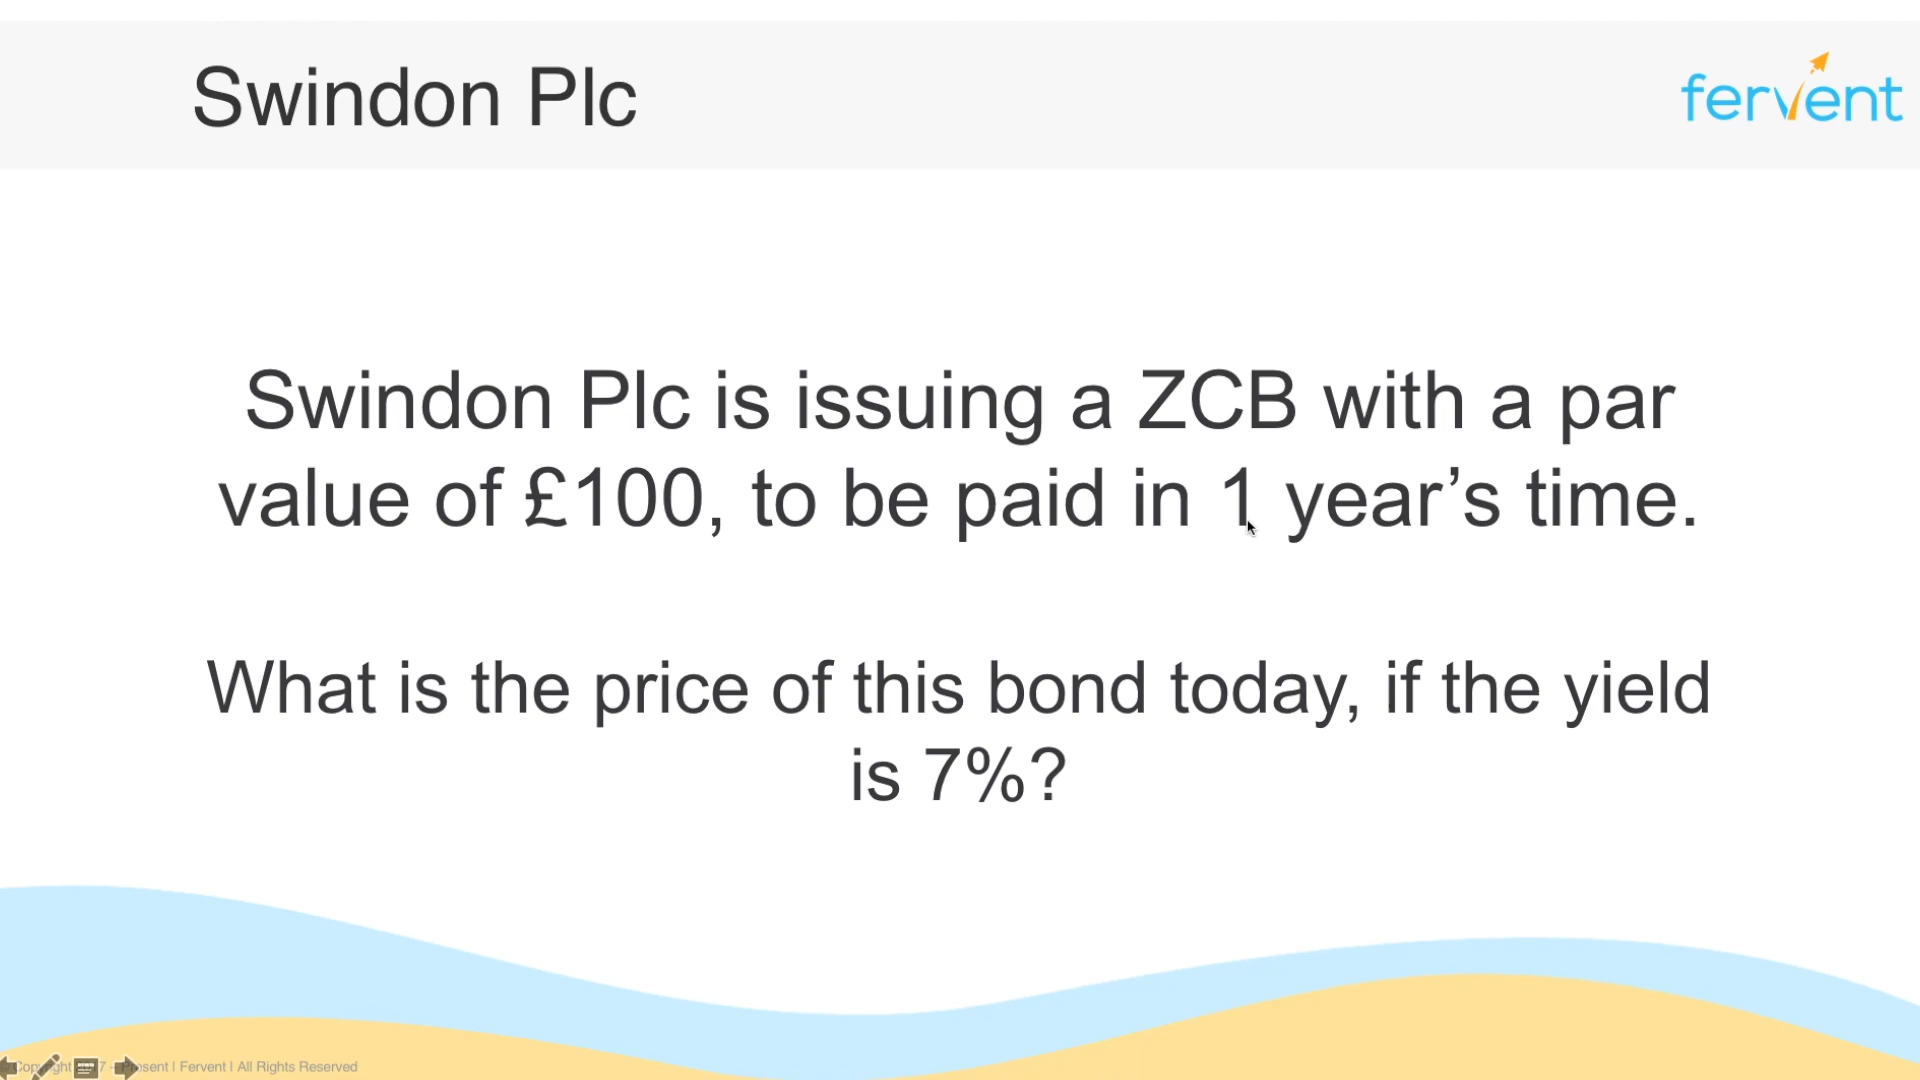 Swindon Plc
fervent
Swindon Plc is issuing a ZCB with a par
value of £100, to be paid in 1 year’s time.
What is the price of this bond today, if the yield
is 7%?
Present | Fervent | All Rights Reserved